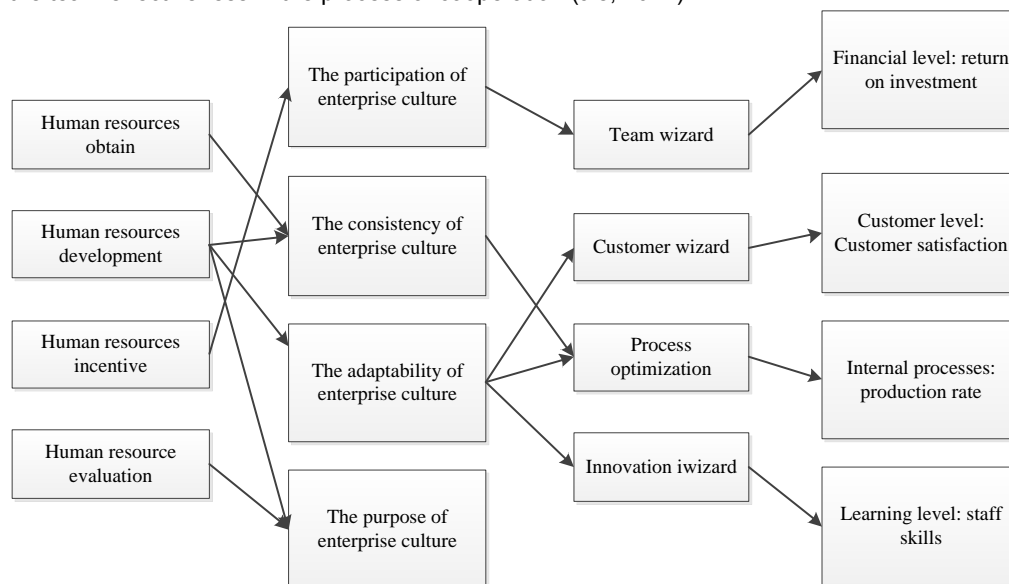 The participation of
enterprise culture
Financial level: return
on investment
Human resources
obtain
Team wizard
Human resources
development
The consistency of
enterprise culture
Customer wizard
Customer level:
Customer satisfaction
Human resources
incentive
The adaptability of
enterprise culture
Process
optimization
Internal processes:
production rate
Human resource
evaluation
Innovation iwizard
The purpose of
enterprise culture
Learning level: staff
skills